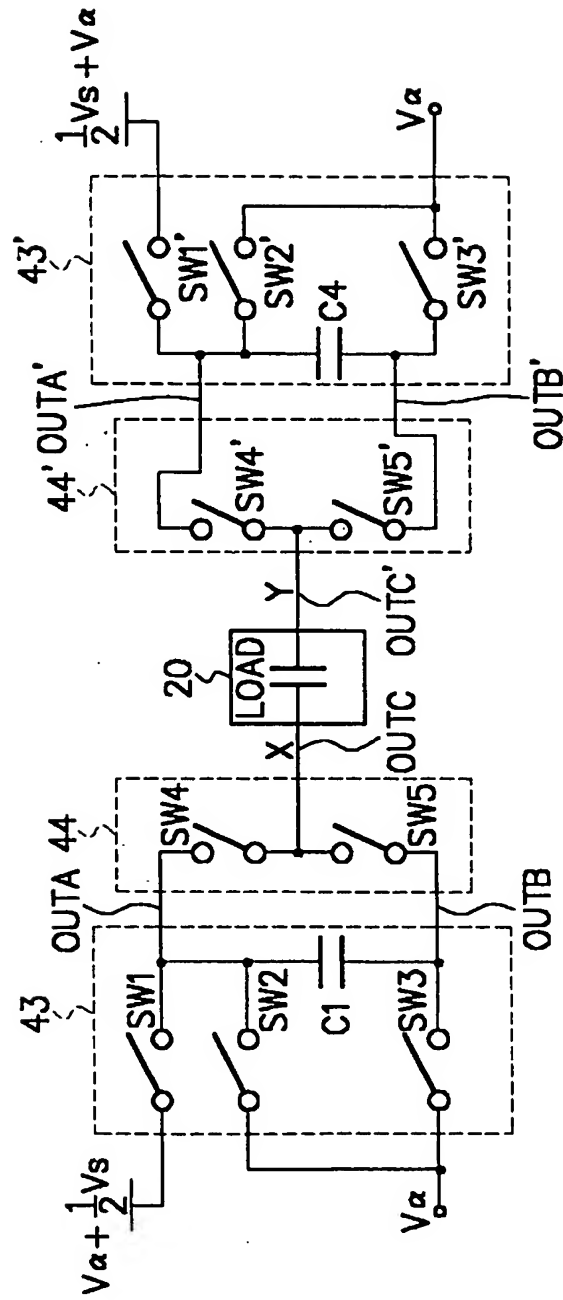 Vα+1/2Vs
43
SW1
SW2
C1
SW3
Vα
OUTA
OUTB
44
SW4
SW5
X
OUTC
20
LOAD
Y
OUTC'
44'
SW4'
SW5'
OUTA'
OUTB'
43'
SW1'
SW2'
C4
SW3'
1/2Vs+Vα
Vα